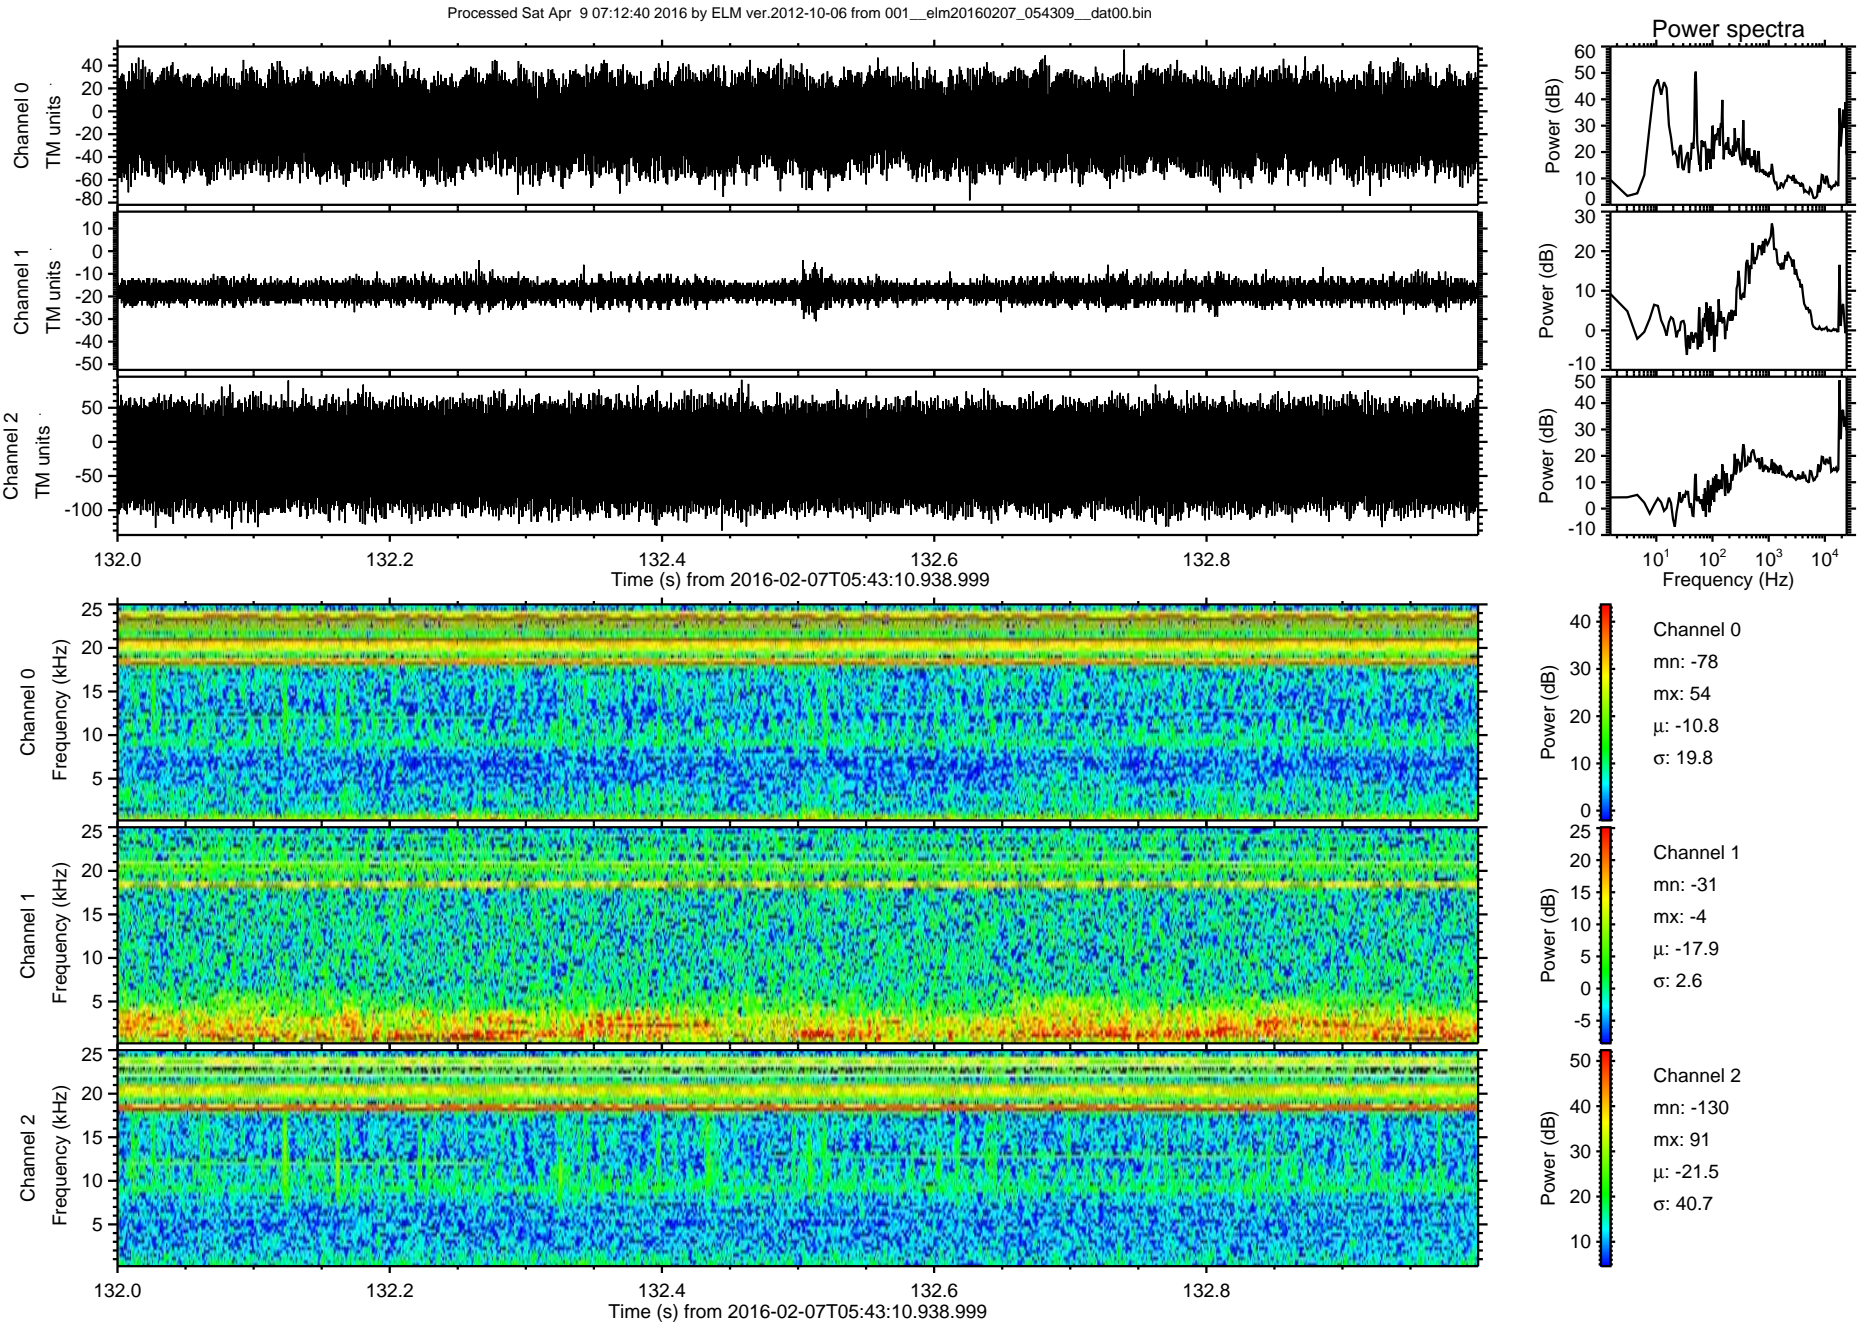 Processed Sat Apr  9 07:12:40 2016 by ELM ver.2012-10-06 from 001__elm20160207_054309__dat00.bin
Power spectra
Channel 0
TM units
40
20
0
-20
-40
-60
-80
Power (dB)
60
50
40
30
20
10
0
Channel 1
TM units
10
0
-10
-20
-30
-40
-50
Power (dB)
30
20
10
0
-10
Channel 2
TM units
50
0
-50
-100
Power (dB)
50
40
30
20
10
0
-10
132.0 132.2 132.4 132.6 132.8
Time (s) from 2016-02-07T05:43:10.938.999
10¹ 10² 10³ 10⁴
Frequency (Hz)
Channel 0
Frequency (kHz)
25
20
15
10
5
Power (dB)
40
30
20
10
0
Channel 0
mn: -78
mx: 54
μ: -10.8
σ: 19.8
Channel 1
Frequency (kHz)
25
20
15
10
5
Power (dB)
25
20
15
10
5
0
-5
Channel 1
mn: -31
mx: -4
μ: -17.9
σ: 2.6
Channel 2
Frequency (kHz)
25
20
15
10
5
Power (dB)
50
40
30
20
10
Channel 2
mn: -130
mx: 91
μ: -21.5
σ: 40.7
132.0 132.2 132.4 132.6 132.8
Time (s) from 2016-02-07T05:43:10.938.999